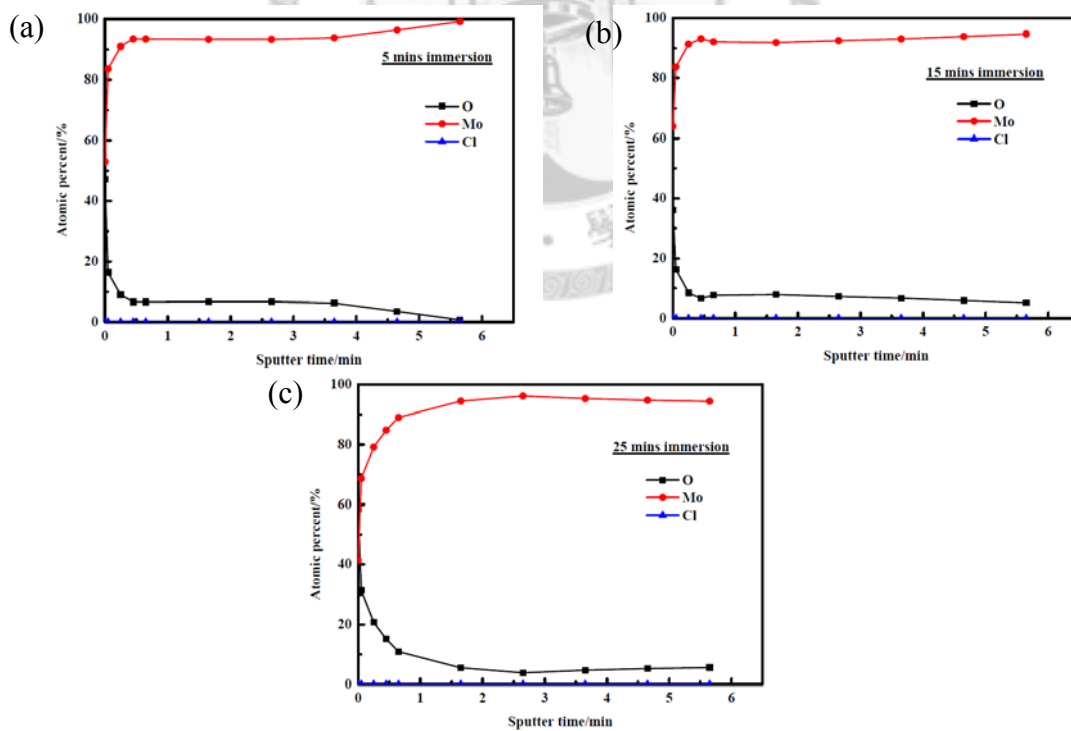 (a)
100
80
60
40
20
0
Atomic percent/%
5 mins immersion
O
Mo
Cl
0 1 2 3 4 5 6
Sputter time/min
(b)
100
80
60
40
20
0
Atomic percent/%
15 mins immersion
O
Mo
Cl
0 1 2 3 4 5 6
Sputter time/min
(c)
100
80
60
40
20
0
Atomic percent/%
25 mins immersion
O
Mo
Cl
0 1 2 3 4 5 6
Sputter time/min